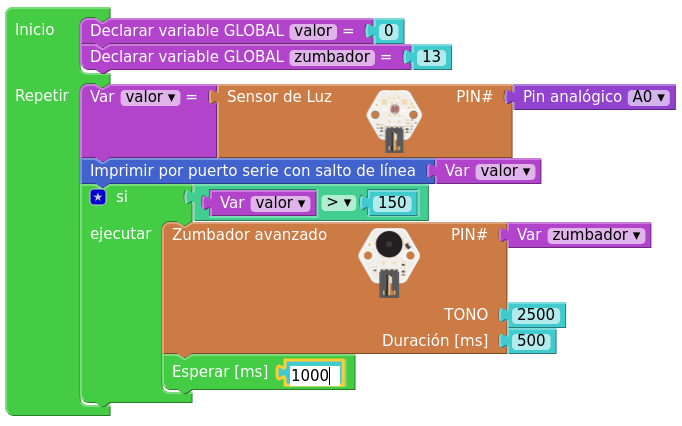 Inicio
Declarar variable GLOBAL valor = 0
Declarar variable GLOBAL zumbador = 13
Repetir
Var valor ▾ = Sensor de Luz PIN# Pin analógico A0 ▾
Imprimir por puerto serie con salto de línea Var valor ▾
si Var valor ▾ > ▾ 150
ejecutar Zumbador avanzado PIN# Var zumbador ▾
TONO 2500
Duración [ms] 500
Esperar [ms] 1000